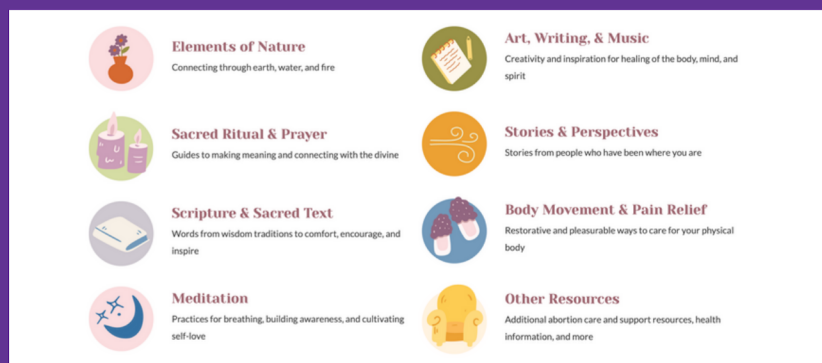 Elements of Nature
Connecting through earth, water, and fire
Sacred Ritual & Prayer
Guides to making meaning and connecting with the divine
Scripture & Sacred Text
Words from wisdom traditions to comfort, encourage, and
inspire
Meditation
Practices for breathing, building awareness, and cultivating
self-love
Art, Writing, & Music
Creativity and inspiration for healing of the body, mind, and
spirit
Stories & Perspectives
Stories from people who have been where you are
Body Movement & Pain Relief
Restorative and pleasurable ways to care for your physical
body
Other Resources
Additional abortion care and support resources, health
information, and more